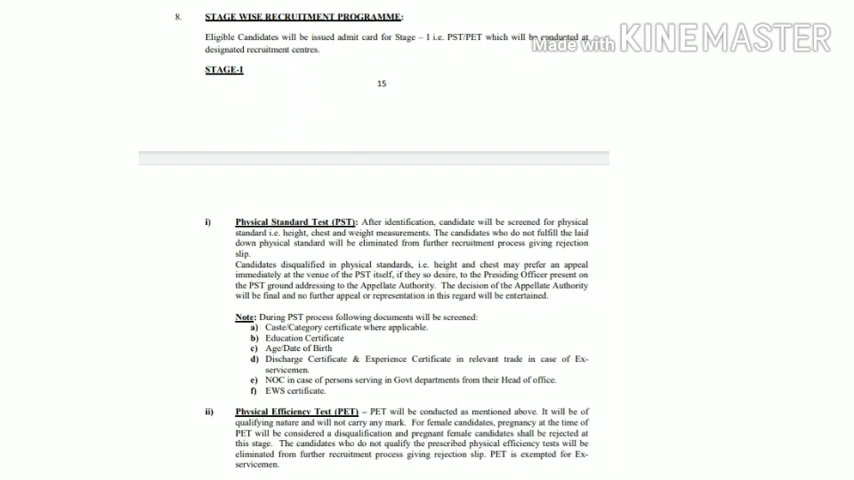 8. STAGE WISE RECRUITMENT PROGRAMME:
Eligible Candidates will be issued admit card for Stage – I i.e. PST/PET which will be conducted at
designated recruitment centres.
Made with KINEMASTER
STAGE-I
15
i) Physical Standard Test (PST): After identification, candidate will be screened for physical
standard i.e. height, chest and weight measurements. The candidates who do not fulfill the laid
down physical standard will be eliminated from further recruitment process giving rejection
slip.
Candidates disqualified in physical standards, i.e. height and chest may prefer an appeal
immediately at the venue of the PST itself, if they so desire, to the Presiding Officer present on
the PST ground addressing to the Appellate Authority. The decision of the Appellate Authority
will be final and no further appeal or representation in this regard will be entertained.
Note: During PST process following documents will be screened:
a) Caste/Category certificate where applicable.
b) Education Certificate
c) Age/Date of Birth
d) Discharge Certificate & Experience Certificate in relevant trade in case of Ex-
servicemen.
e) NOC in case of persons serving in Govt departments from their Head of office.
f) EWS certificate.
ii) Physical Efficiency Test (PET) – PET will be conducted as mentioned above. It will be of
qualifying nature and will not carry any mark. For female candidates, pregnancy at the time of
PET will be considered a disqualification and pregnant female candidates shall be rejected at
this stage. The candidates who do not qualify the prescribed physical efficiency tests will be
eliminated from further recruitment process giving rejection slip. PET is exempted for Ex-
servicemen.